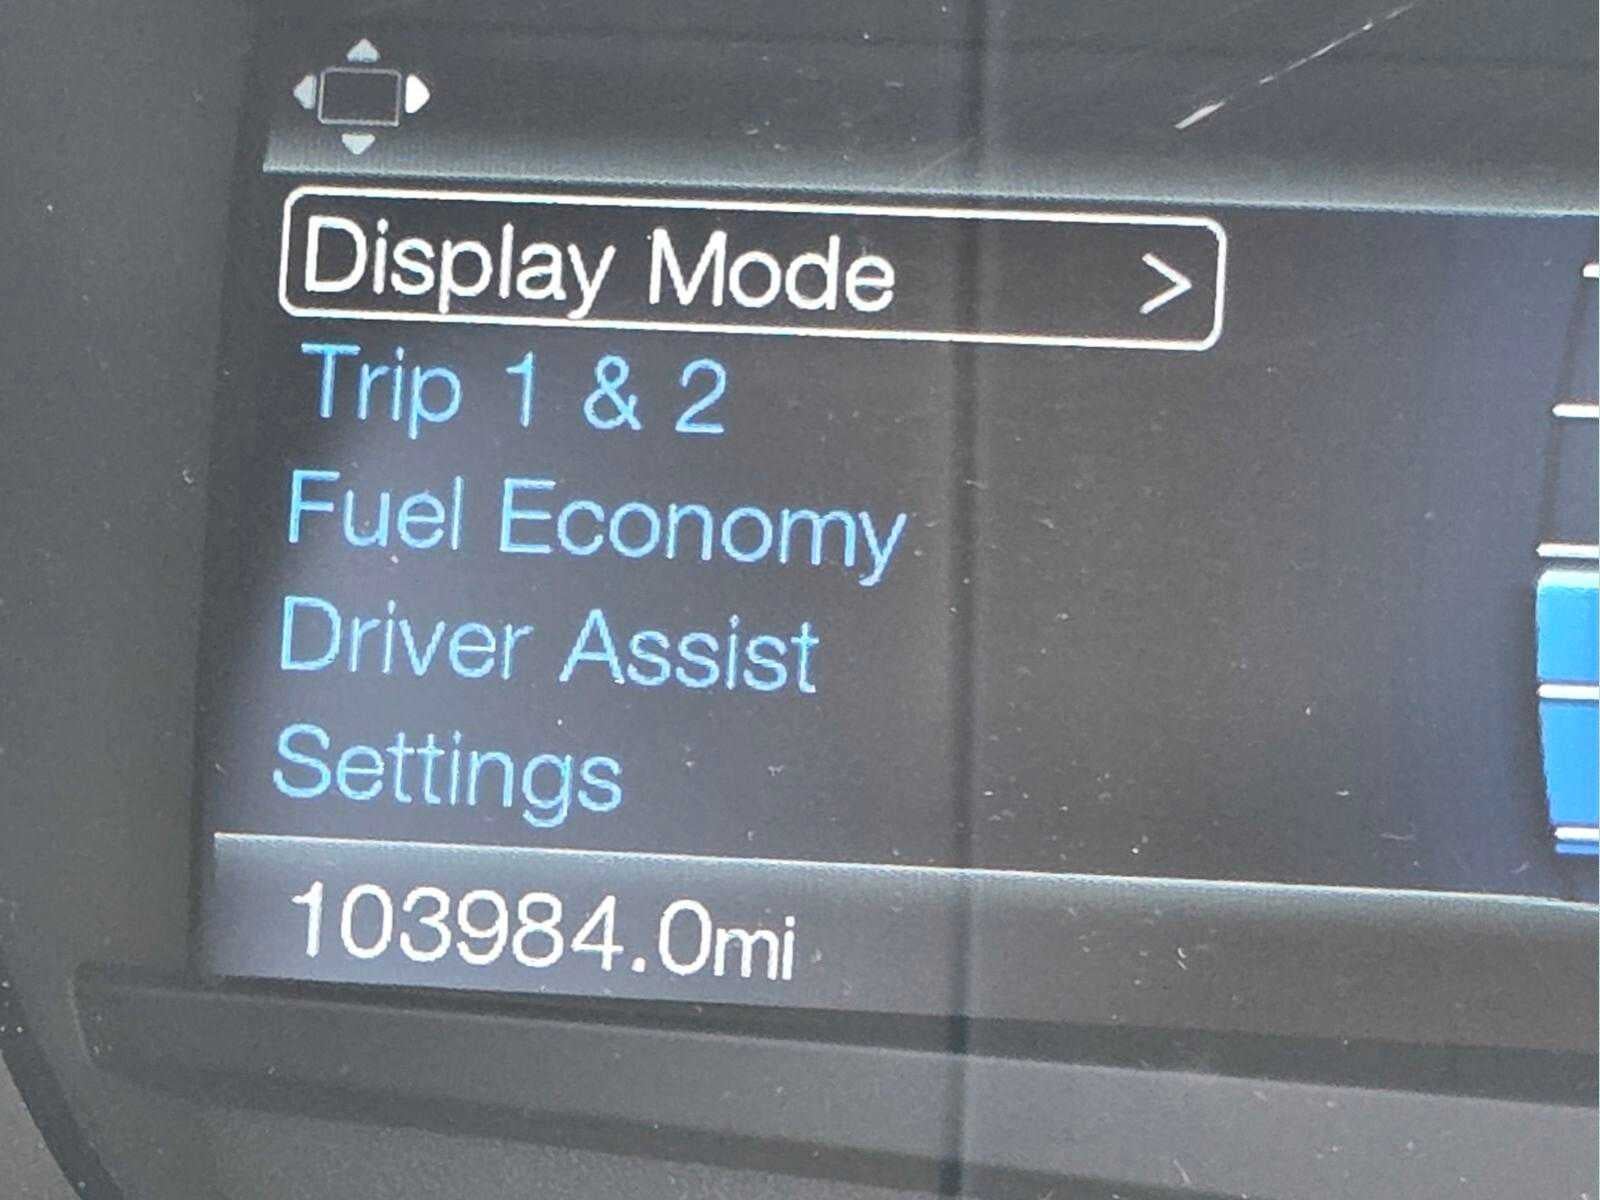 Display Mode >
Trip 1 & 2
Fuel Economy
Driver Assist
Settings
103984.0mi